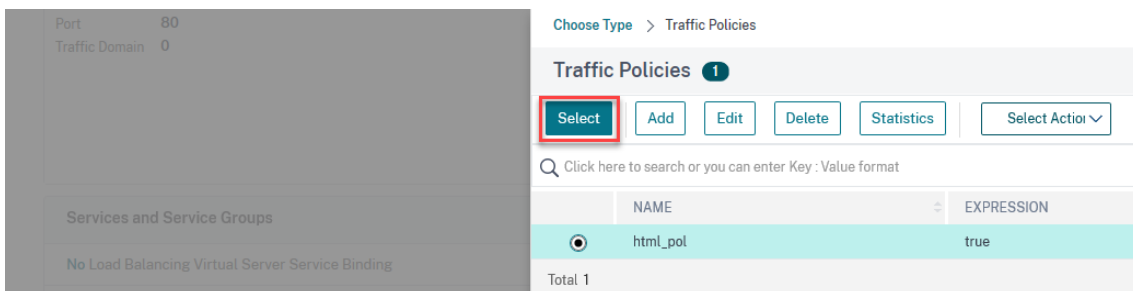 Port 80
Traffic Domain 0
Services and Service Groups
No Load Balancing Virtual Server Service Binding
Choose Type > Traffic Policies
Traffic Policies 1
Select Add Edit Delete Statistics Select Action
Click here to search or you can enter Key : Value format
NAME EXPRESSION
html_pol true
Total 1